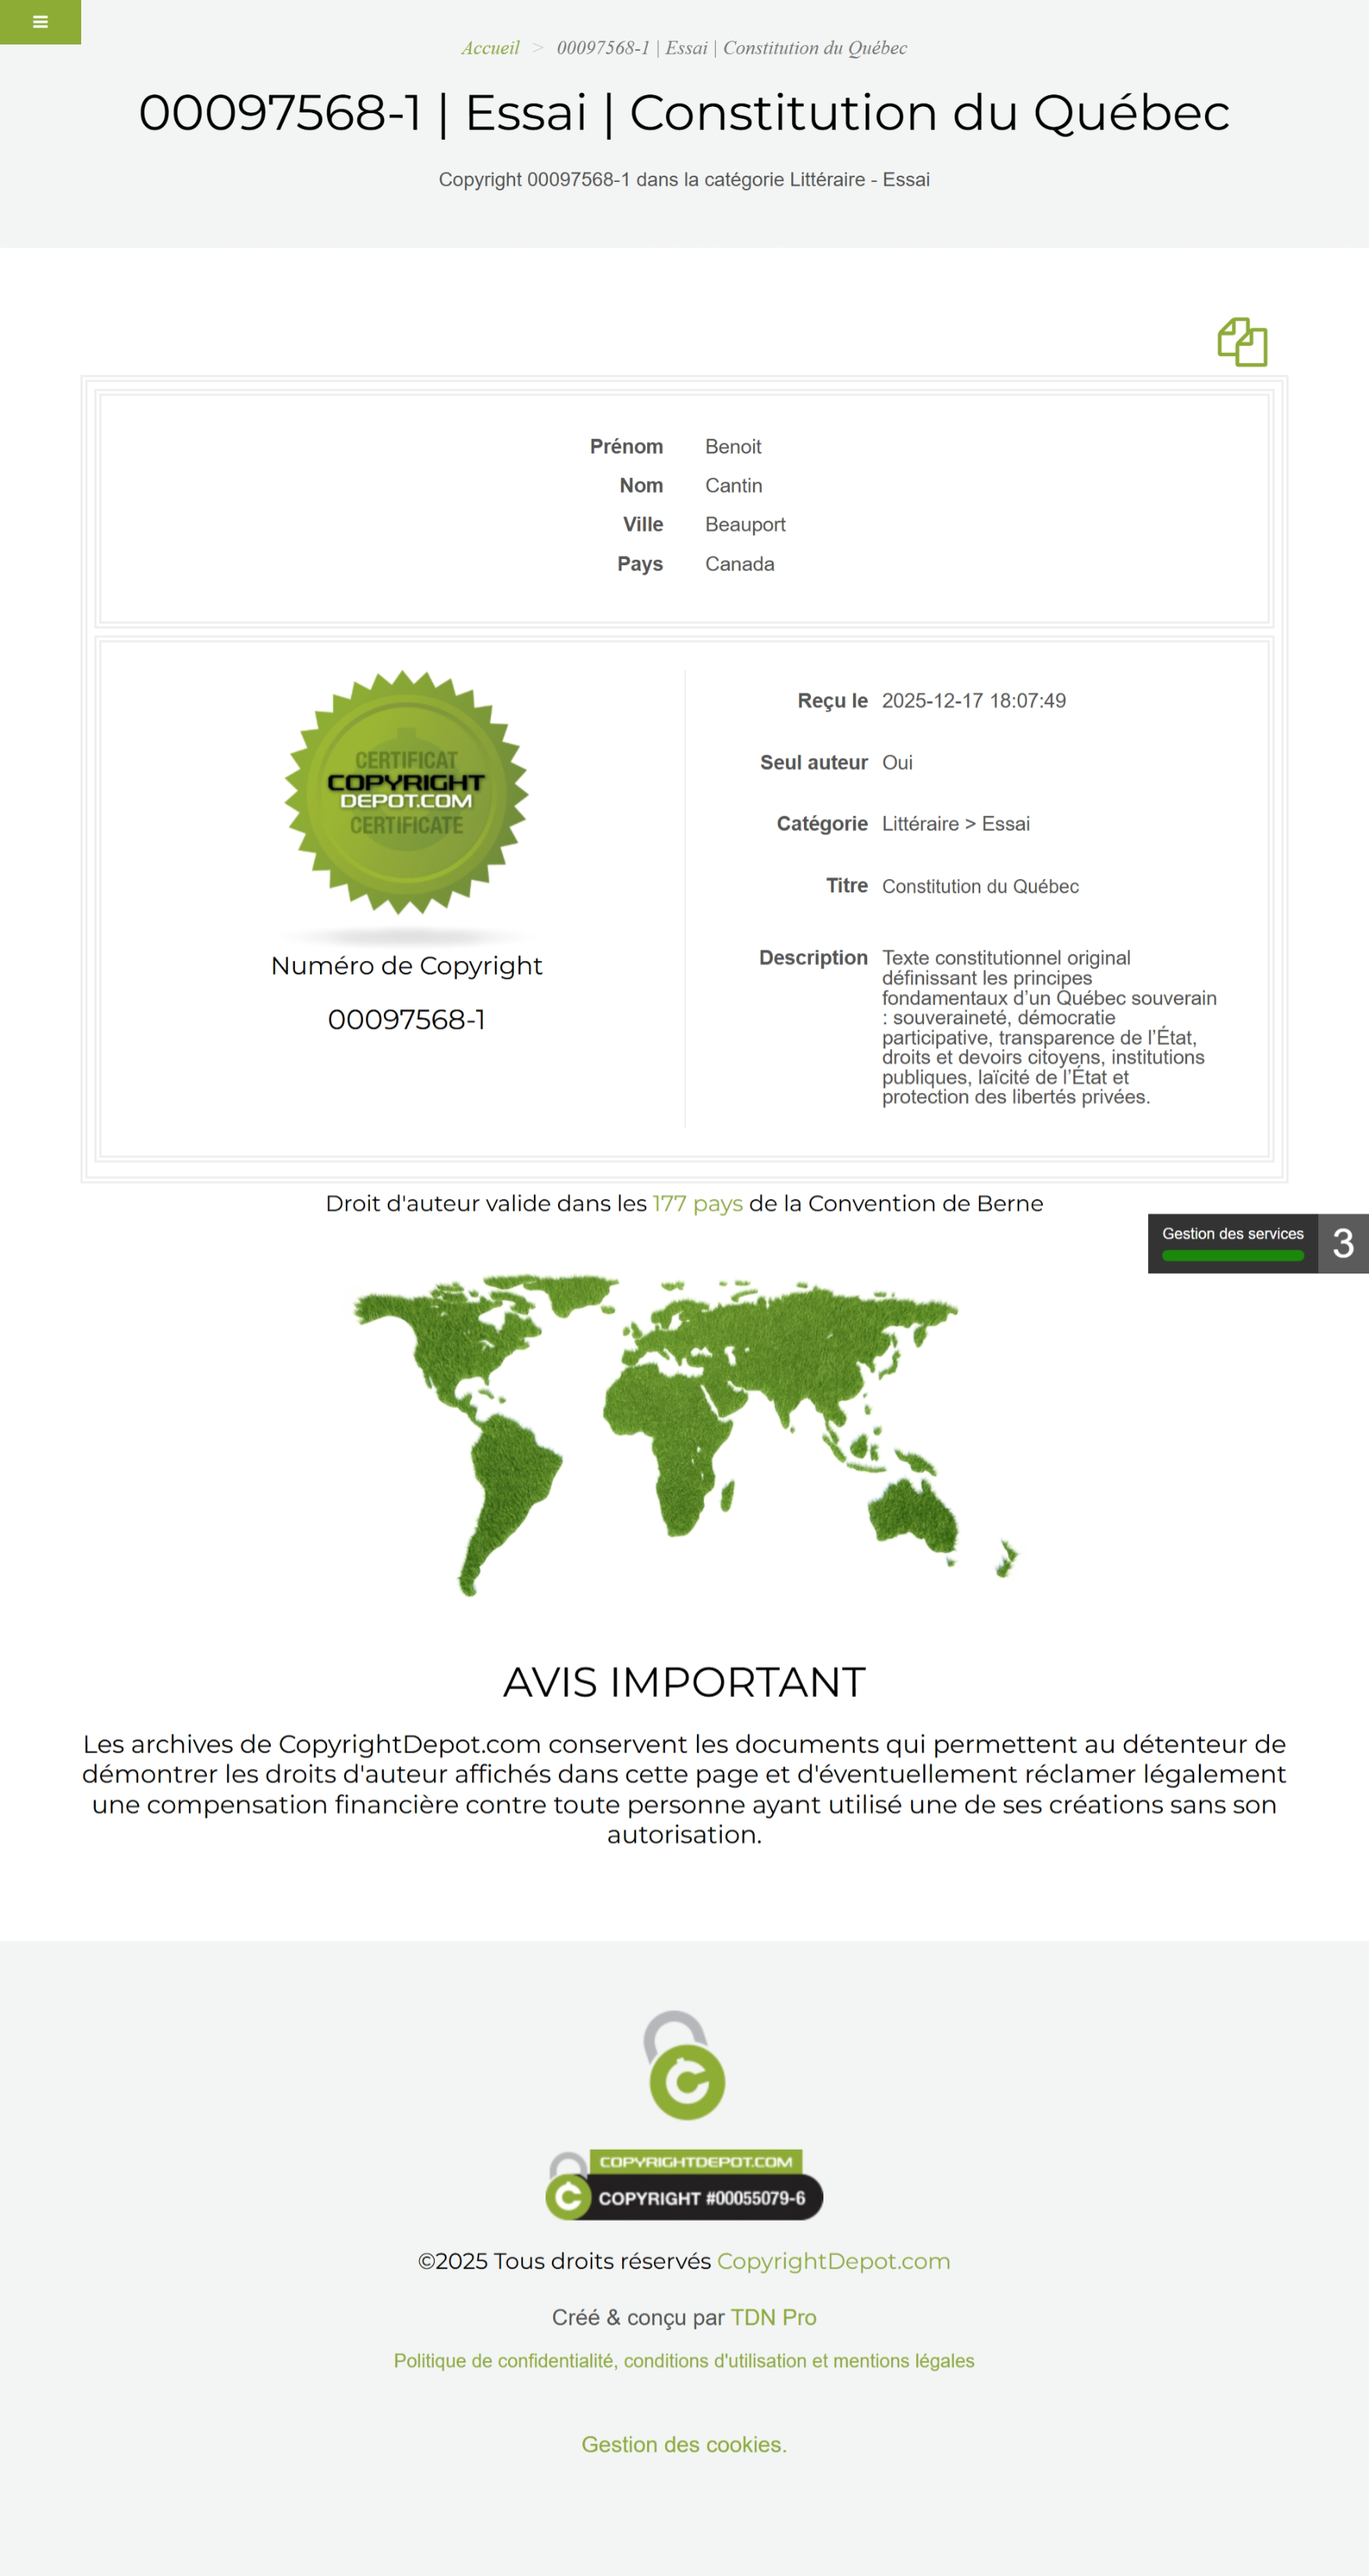 Accueil > 00097568-1 | Essai | Constitution du Québec
00097568-1 | Essai | Constitution du Québec
Copyright 00097568-1 dans la catégorie Littéraire - Essai
Prénom Benoit
Nom Cantin
Ville Beauport
Pays Canada
CERTIFICAT
COPYRIGHT
DEPOT.COM
CERTIFICATE
Numéro de Copyright
00097568-1
Reçu le 2025-12-17 18:07:49
Seul auteur Oui
Catégorie Littéraire > Essai
Titre Constitution du Québec
Description Texte constitutionnel original
définissant les principes
fondamentaux d’un Québec souverain
: souveraineté, démocratie
participative, transparence de l’État,
droits et devoirs citoyens, institutions
publiques, laïcité de l’État et
protection des libertés privées.
Droit d'auteur valide dans les 177 pays de la Convention de Berne
Gestion des services 3
AVIS IMPORTANT
Les archives de CopyrightDepot.com conservent les documents qui permettent au détenteur de
démontrer les droits d'auteur affichés dans cette page et d'éventuellement réclamer légalement
une compensation financière contre toute personne ayant utilisé une de ses créations sans son
autorisation.
COPYRIGHTDEPOT.COM
COPYRIGHT #00055079-6
©2025 Tous droits réservés CopyrightDepot.com
Créé & conçu par TDN Pro
Politique de confidentialité, conditions d'utilisation et mentions légales
Gestion des cookies.